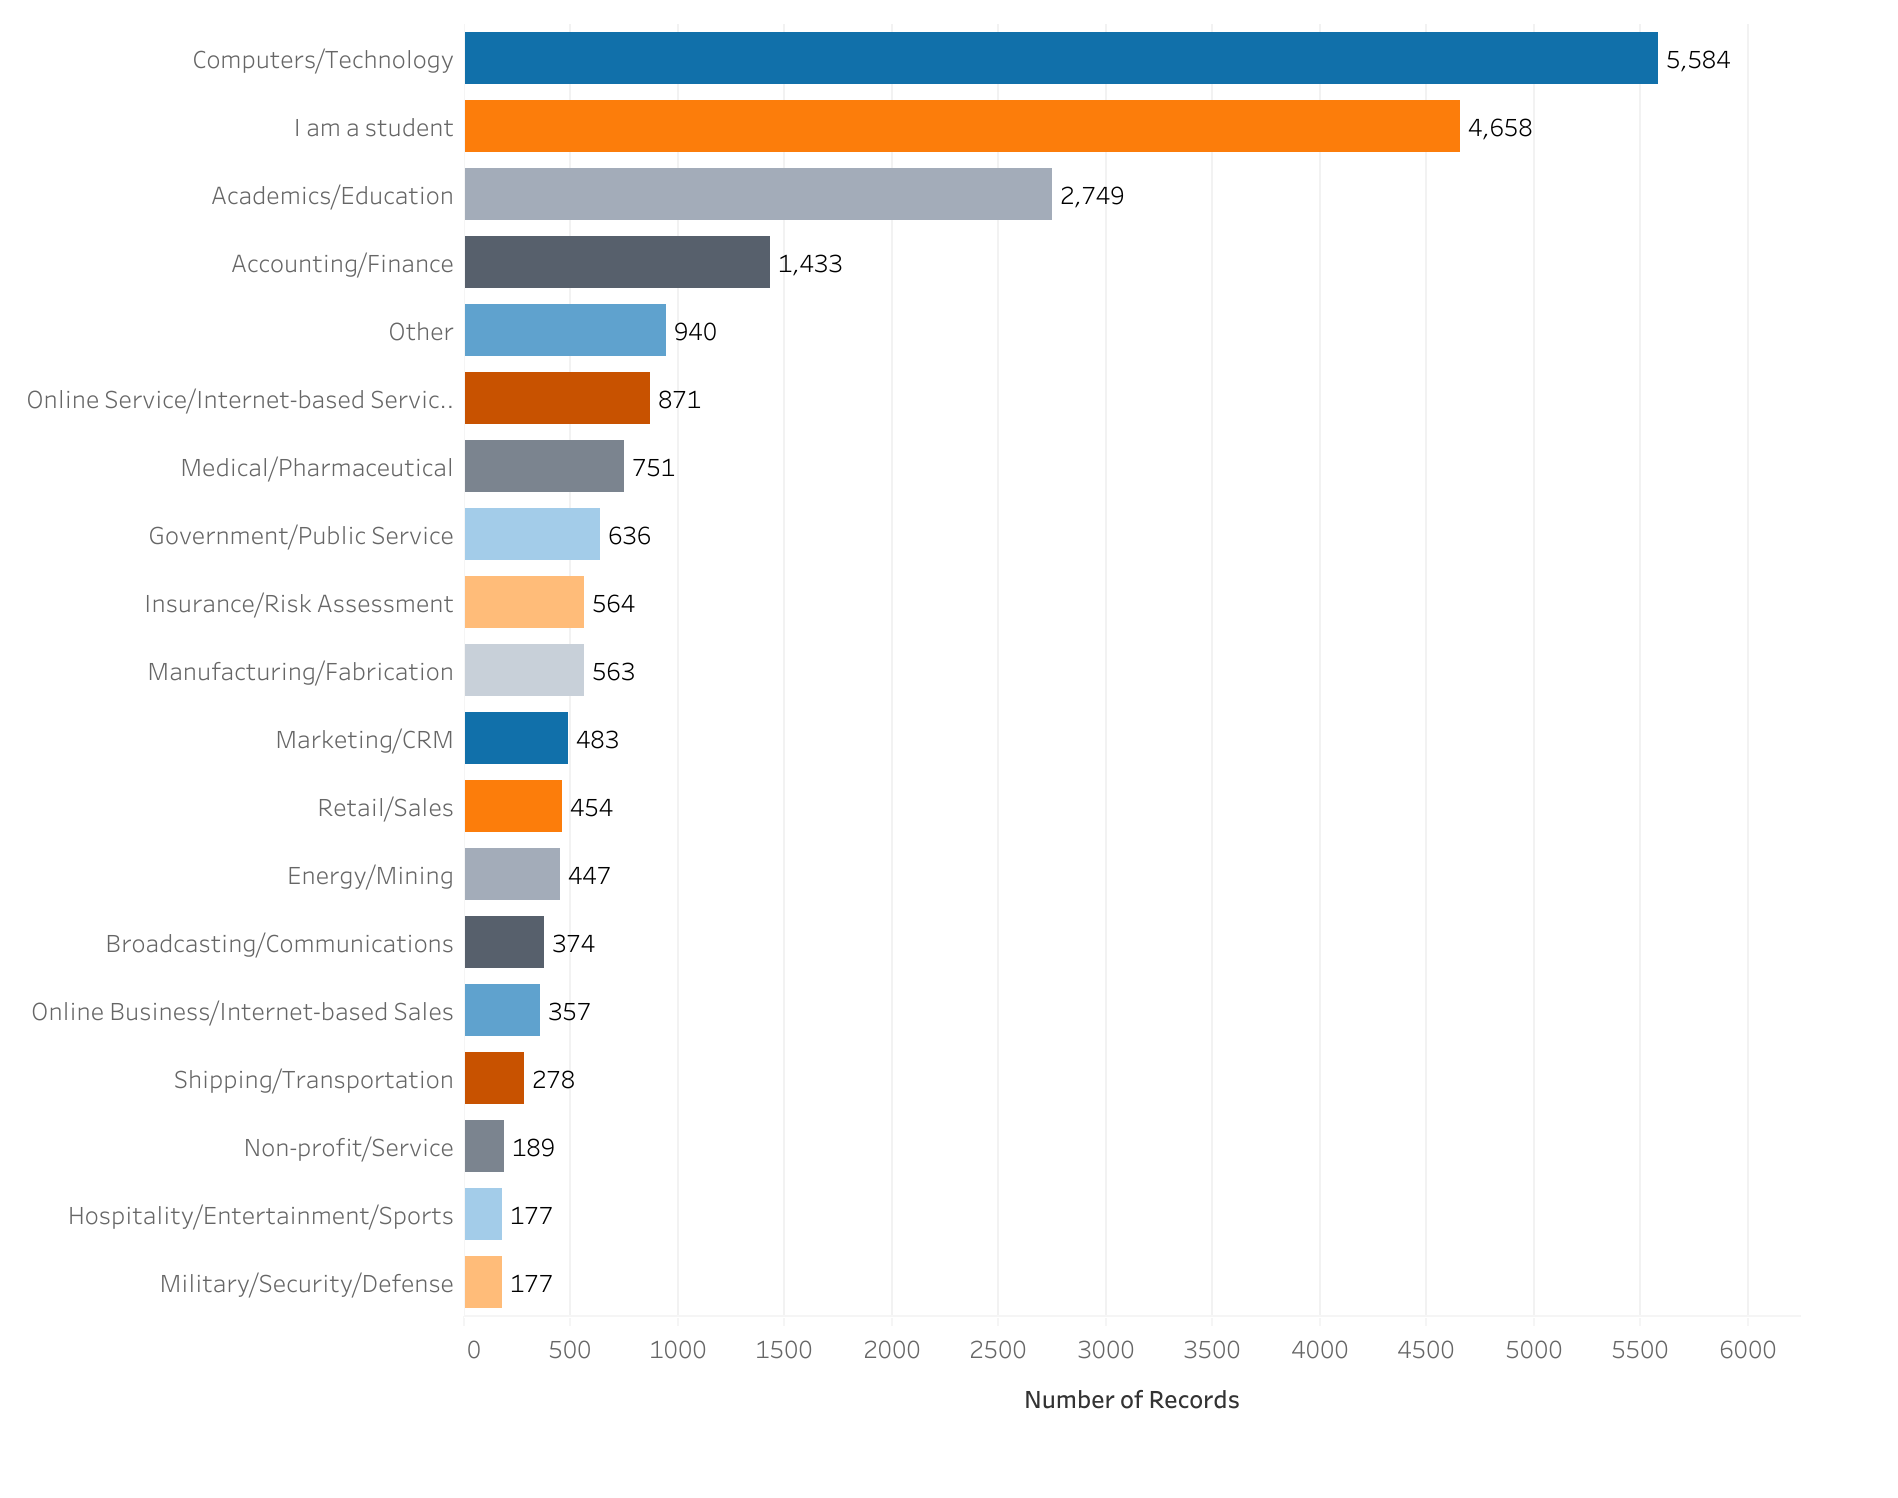 Computers/Technology 5,584
I am a student 4,658
Academics/Education 2,749
Accounting/Finance 1,433
Other 940
Online Service/Internet-based Servic.. 871
Medical/Pharmaceutical 751
Government/Public Service 636
Insurance/Risk Assessment 564
Manufacturing/Fabrication 563
Marketing/CRM 483
Retail/Sales 454
Energy/Mining 447
Broadcasting/Communications 374
Online Business/Internet-based Sales 357
Shipping/Transportation 278
Non-profit/Service 189
Hospitality/Entertainment/Sports 177
Military/Security/Defense 177
0 500 1000 1500 2000 2500 3000 3500 4000 4500 5000 5500 6000
Number of Records